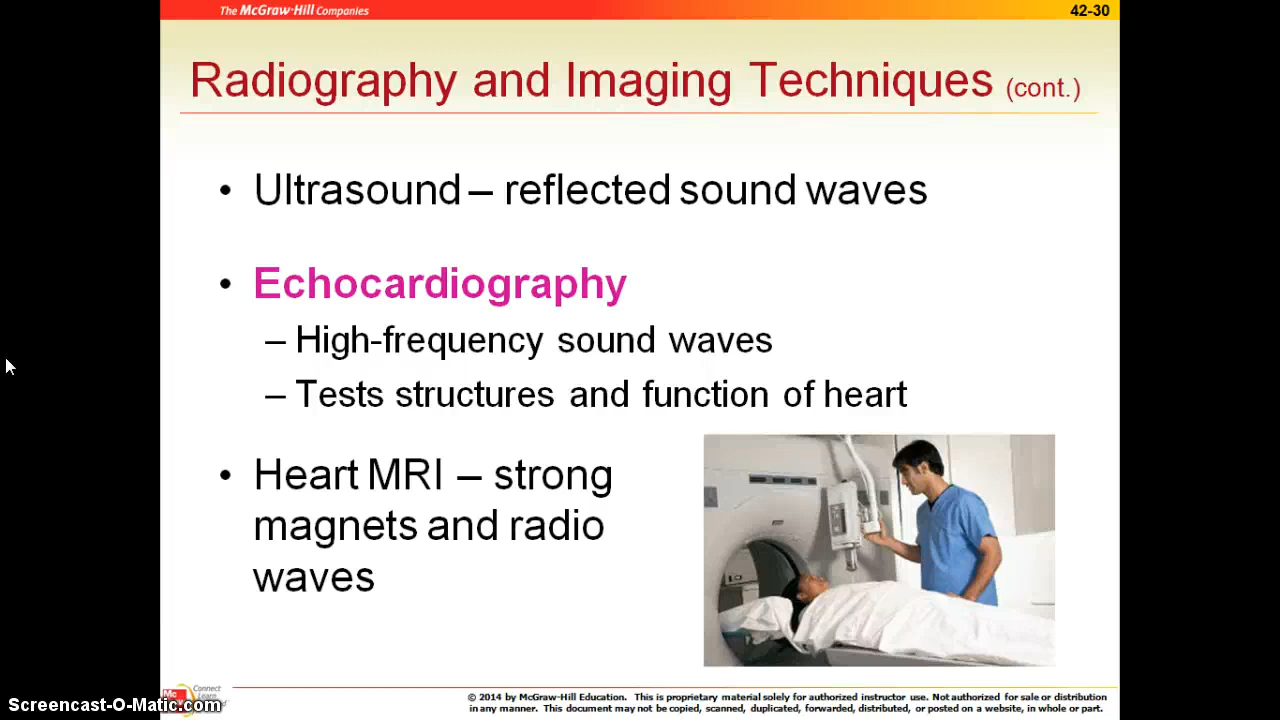 The McGraw-Hill Companies
42-30
Radiography and Imaging Techniques (cont.)
• Ultrasound – reflected sound waves
• Echocardiography
– High-frequency sound waves
– Tests structures and function of heart
• Heart MRI – strong
magnets and radio
waves
Connect
Learn
Screencast-O-Matic.com
© 2014 by McGraw-Hill Education. This is proprietary material solely for authorized instructor use. Not authorized for sale or distribution
in any manner. This document may not be copied, scanned, duplicated, forwarded, distributed, or posted on a website, in whole or part.